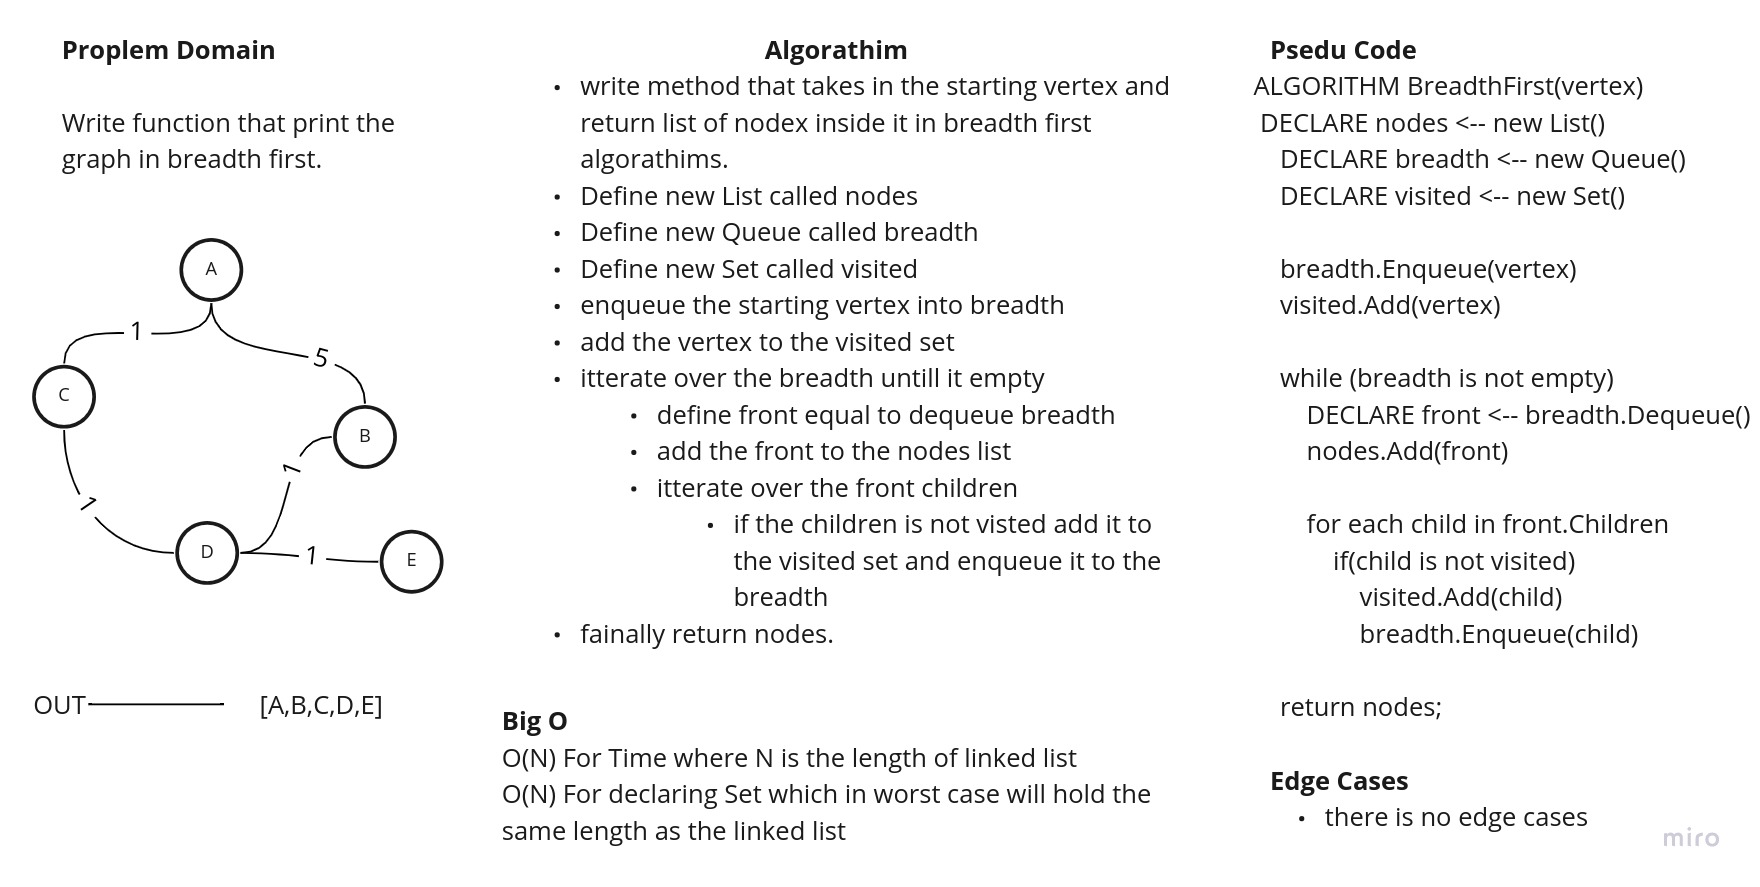 Proplem Domain
Write function that print the
graph in breadth first.
A
1
5
C
B
1
1
D
1
E
OUT
[A,B,C,D,E]
Algorathim
• write method that takes in the starting vertex and
return list of nodex inside it in breadth first
algorathims.
• Define new List called nodes
• Define new Queue called breadth
• Define new Set called visited
• enqueue the starting vertex into breadth
• add the vertex to the visited set
• itterate over the breadth untill it empty
• define front equal to dequeue breadth
• add the front to the nodes list
• itterate over the front children
• if the children is not visted add it to
the visited set and enqueue it to the
breadth
• fainally return nodes.
Big O
O(N) For Time where N is the length of linked list
O(N) For declaring Set which in worst case will hold the
same length as the linked list
Psedu Code
ALGORITHM BreadthFirst(vertex)
DECLARE nodes <-- new List()
DECLARE breadth <-- new Queue()
DECLARE visited <-- new Set()
breadth.Enqueue(vertex)
visited.Add(vertex)
while (breadth is not empty)
DECLARE front <-- breadth.Dequeue()
nodes.Add(front)
for each child in front.Children
if(child is not visited)
visited.Add(child)
breadth.Enqueue(child)
return nodes;
Edge Cases
• there is no edge cases
miro